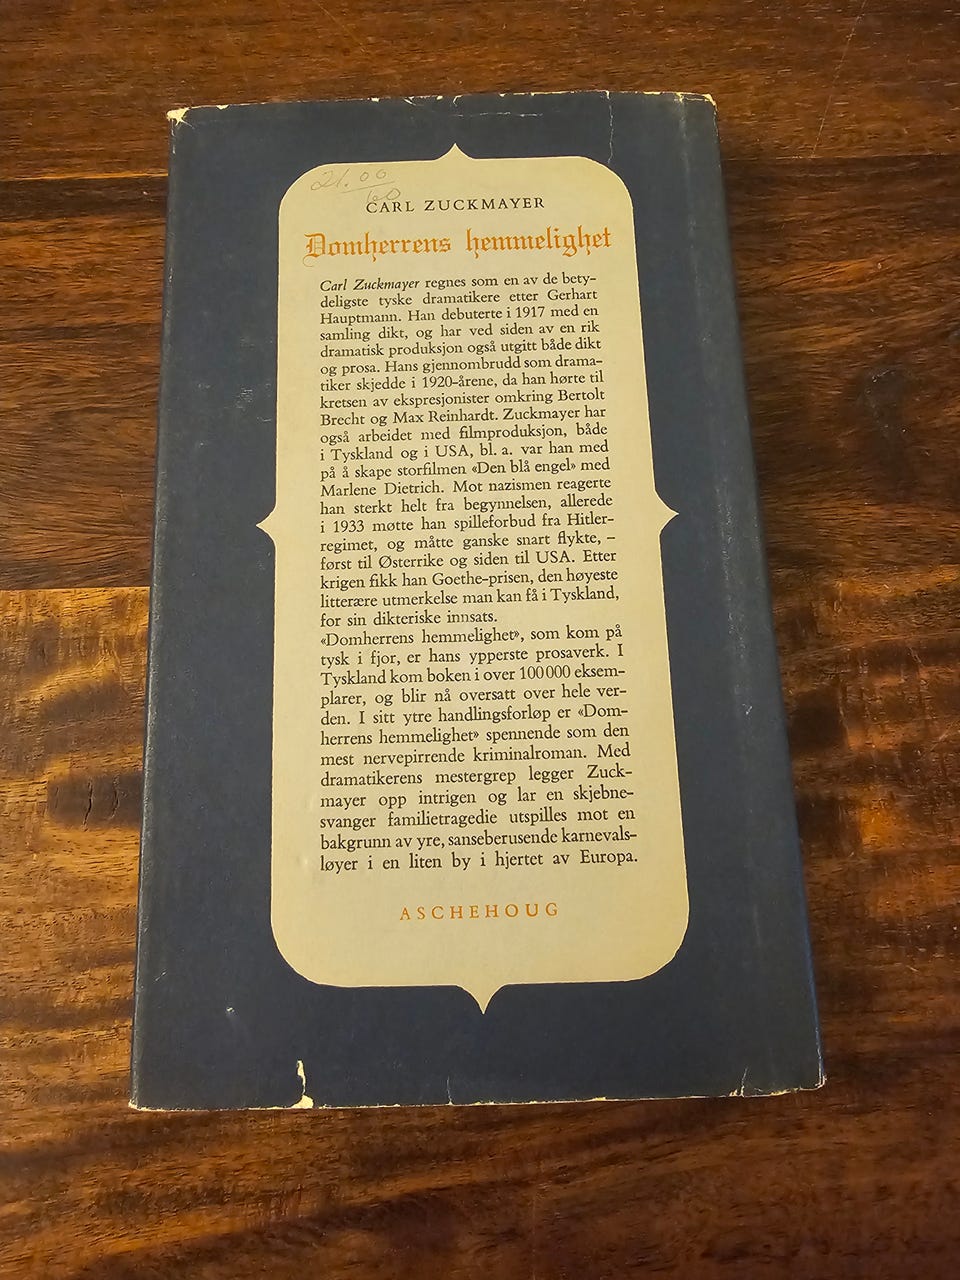 21.00
60
CARL ZUCKMAYER
Domherrens hemmelighet
Carl Zuckmayer regnes som en av de bety-
deligste tyske dramatikere etter Gerhart
Hauptmann. Han debuterte i 1917 med en
samling dikt, og har ved siden av en rik
dramatisk produksjon også utgitt både dikt
og prosa. Hans gjennombrudd som drama-
tiker skjedde i 1920-årene, da han hørte til
kretsen av ekspresjonister omkring Bertolt
Brecht og Max Reinhardt. Zuckmayer har
også arbeidet med filmproduksjon, både
i Tyskland og i USA, bl. a. var han med
på å skape storfilmen «Den blå engel» med
Marlene Dietrich. Mot nazismen reagerte
han sterkt helt fra begynnelsen, allerede
i 1933 møtte han spilleforbud fra Hitler-
regimet, og måtte ganske snart flykte, –
først til Østerrike og siden til USA. Etter
krigen fikk han Goethe-prisen, den høyeste
litterære utmerkelse man kan få i Tyskland,
for sin dikteriske innsats.
«Domherrens hemmelighet», som kom på
tysk i fjor, er hans ypperste prosaverk. I
Tyskland kom boken i over 100 000 eksem-
plarer, og blir nå oversatt over hele ver-
den. I sitt ytre handlingsforløp er «Dom-
herrens hemmelighet» spennende som den
mest nervepirrende kriminalroman. Med
dramatikerens mestergrep legger Zuck-
mayer opp intrigen og lar en skjebne-
svanger familietragedie utspilles mot en
bakgrunn av yre, sanseberusende karnevals-
løyer i en liten by i hjertet av Europa.
ASCHEHOUG